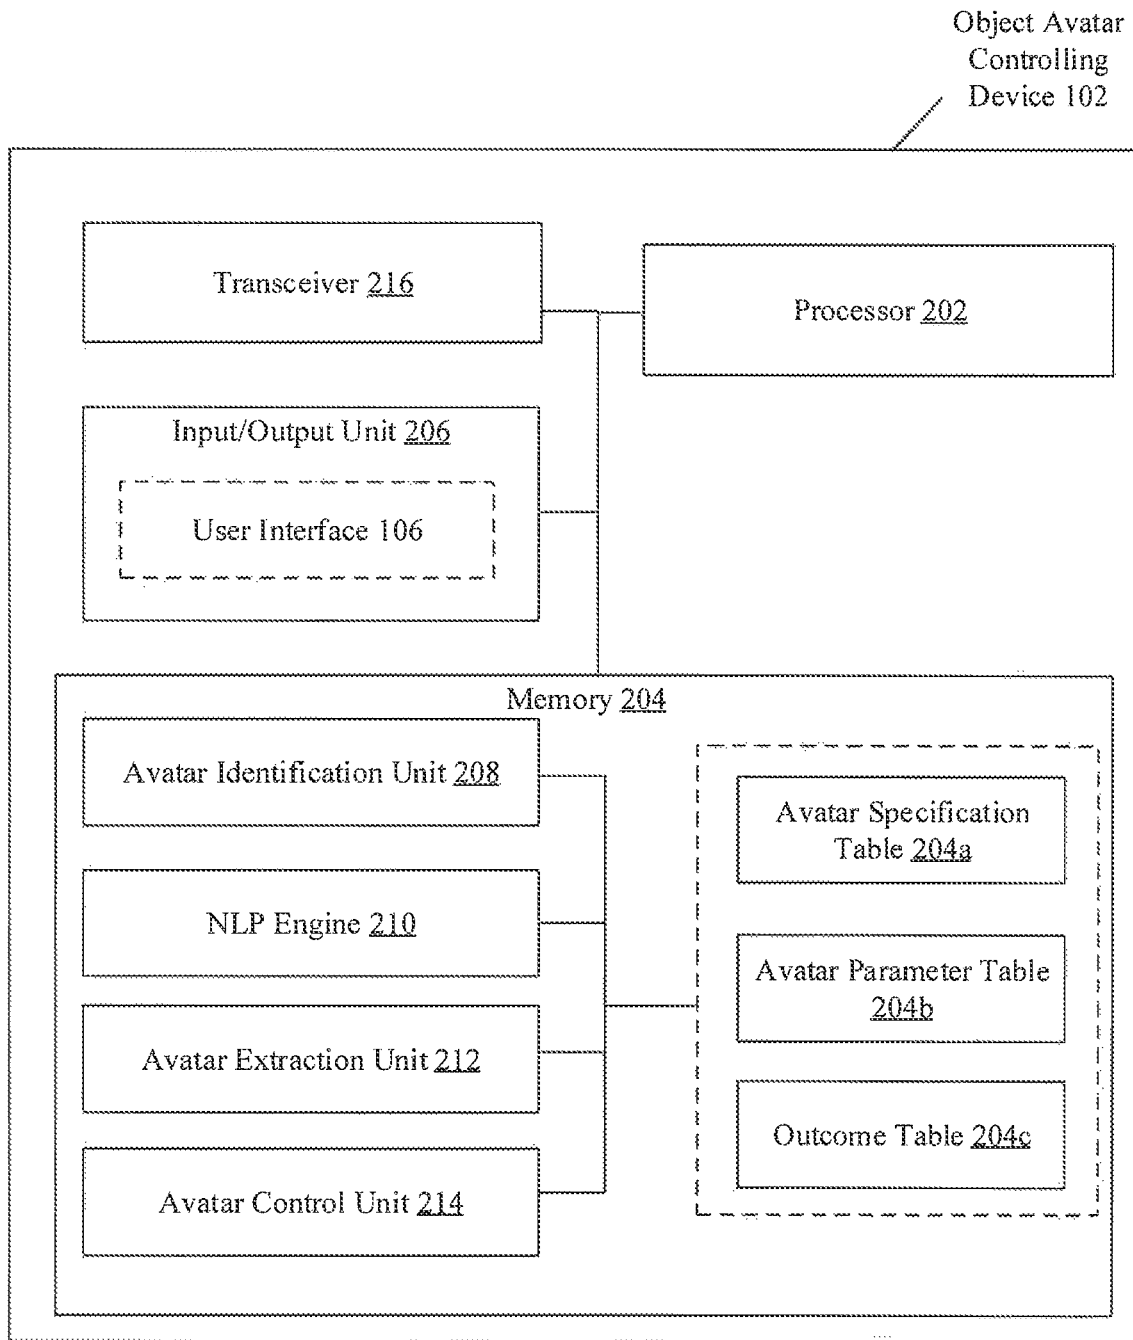 Object Avatar
Controlling
Device 102
Transceiver 216
Processor 202
Input/Output Unit 206
User Interface 106
Memory 204
Avatar Identification Unit 208
NLP Engine 210
Avatar Extraction Unit 212
Avatar Control Unit 214
Avatar Specification
Table 204a
Avatar Parameter Table
204b
Outcome Table 204c